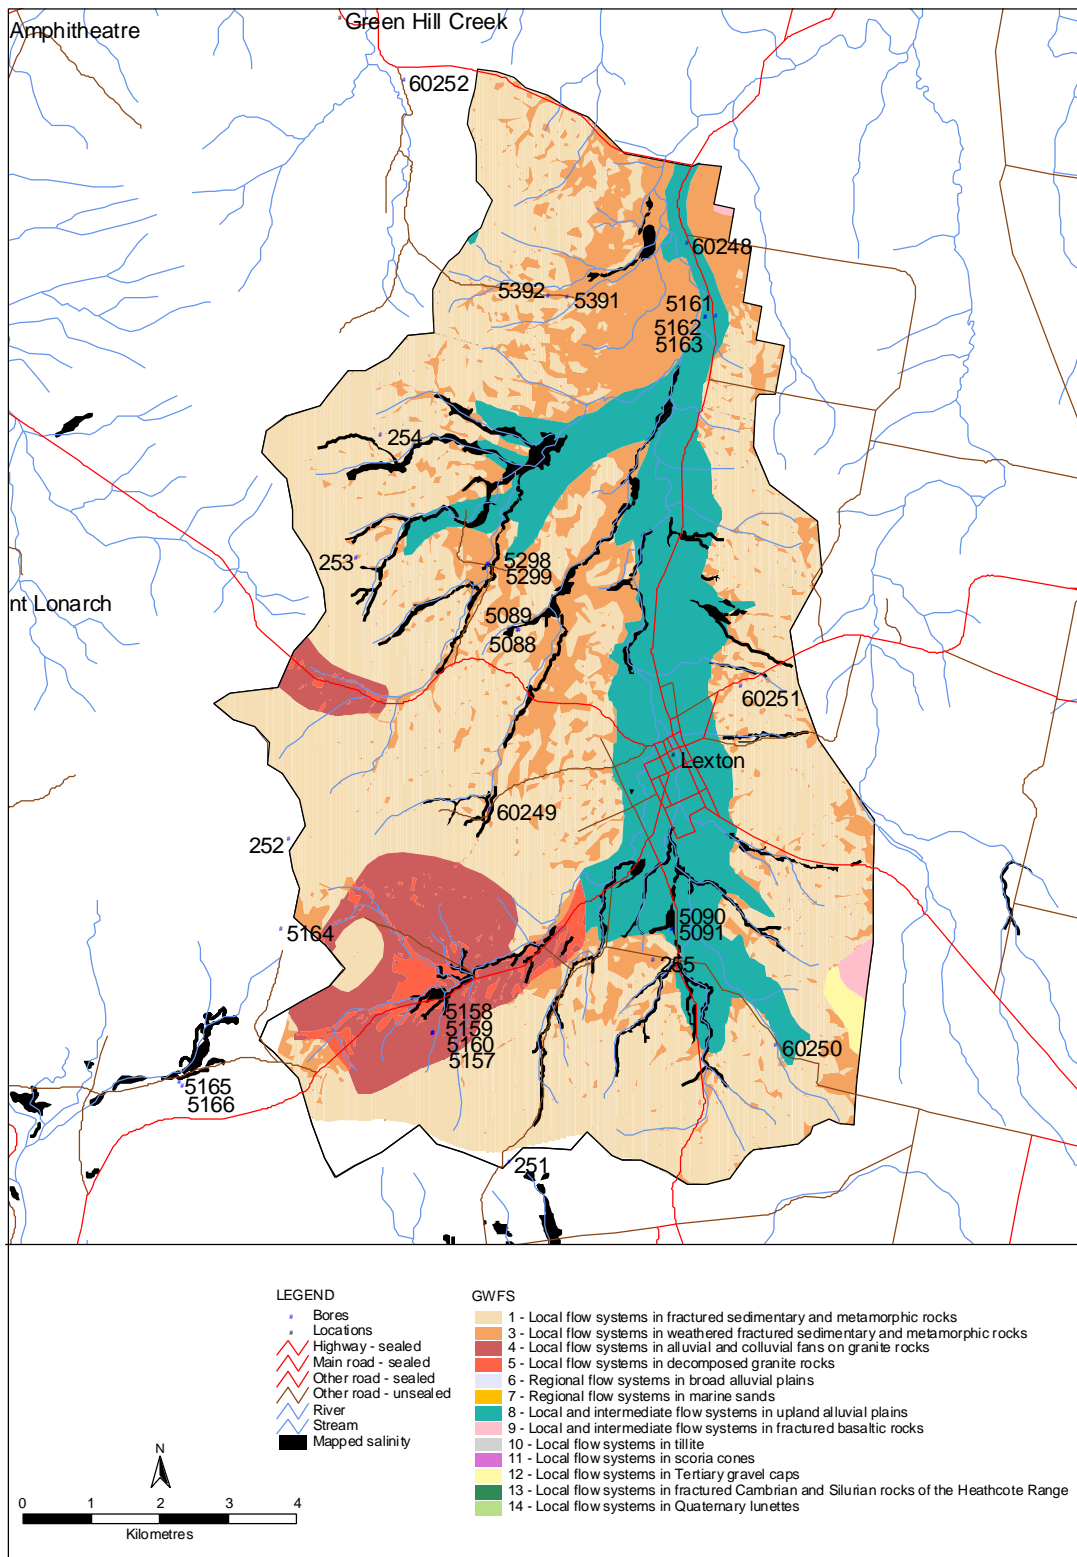 Amphitheatre
Green Hill Creek
60252
60248
5392
5391
5161
5162
5163
254
253
5298
5299
nt Lonarch
5089
5088
60251
Lexton
60249
252
5164
5090
5091
255
5158
5159
5160
5157
60250
5165
5166
251
LEGEND
Bores
Locations
Highway - sealed
Main road - sealed
Other road - sealed
Other road - unsealed
River
Stream
Mapped salinity
GWFS
1 - Local flow systems in fractured sedimentary and metamorphic rocks
3 - Local flow systems in weathered fractured sedimentary and metamorphic rocks
4 - Local flow systems in alluvial and colluvial fans on granite rocks
5 - Local flow systems in decomposed granite rocks
6 - Regional flow systems in broad alluvial plains
7 - Regional flow systems in marine sands
8 - Local and intermediate flow systems in upland alluvial plains
9 - Local and intermediate flow systems in fractured basaltic rocks
10 - Local flow systems in tillite
11 - Local flow systems in scoria cones
12 - Local flow systems in Tertiary gravel caps
13 - Local flow systems in fractured Cambrian and Silurian rocks of the Heathcote Range
14 - Local flow systems in Quaternary lunettes
N
0 1 2 3 4
Kilometres